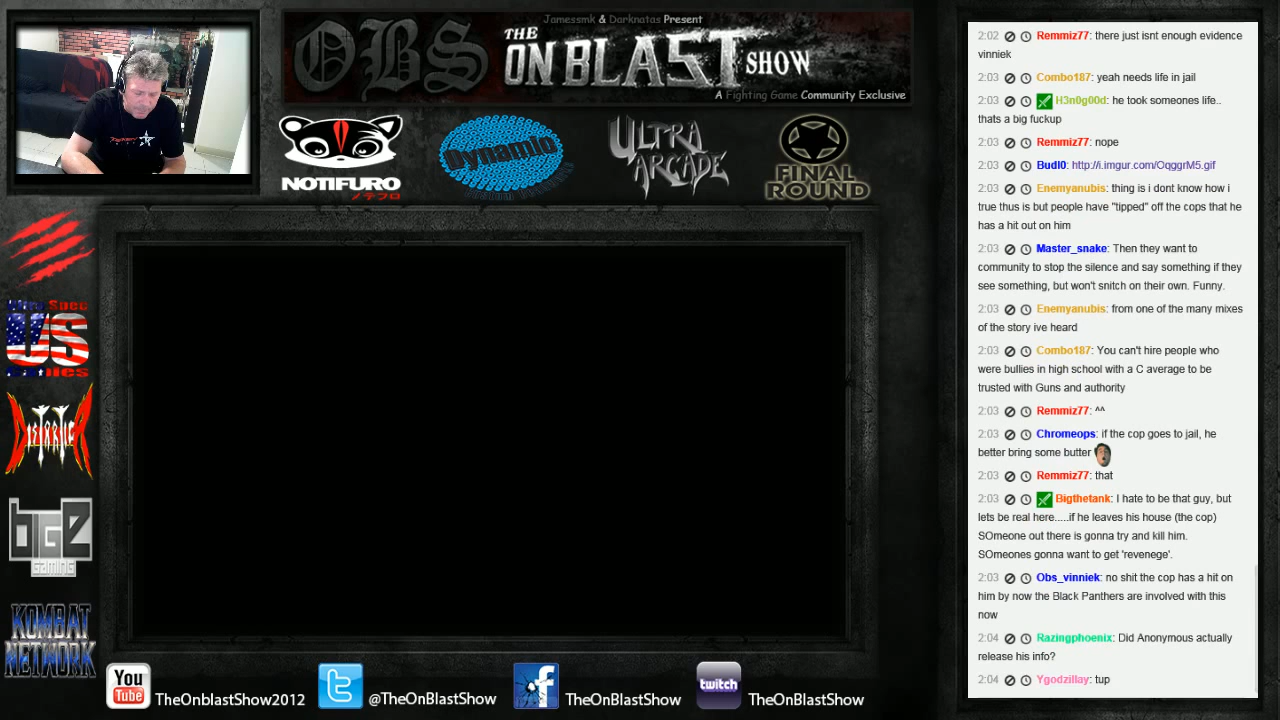 Jamessmk & Darknatas Present
OBS
THE
ON BLAST SHOW
A Fighting Game Community Exclusive
NOTIFURO
ノチフロ
Dynamic
ULTRA
ARCADE
FINAL
ROUND
US
BIGE
GAMING
KOMBAT
NETWORK
You
Tube
TheOnblastShow2012
@TheOnBlastShow
TheOnBlastShow
twitch
TheOnBlastShow
2:02 Remmiz77: there just isnt enough evidence
vinniek
2:03 Combo187: yeah needs life in jail
2:03 H3n0g00d: he took someones life..
thats a big fuckup
2:03 Remmiz77: nope
2:03 Budl0: http://i.imgur.com/OqggrM5.gif
2:03 Enemyanubis: thing is i dont know how i
true thus is but people have "tipped" off the cops that he
has a hit out on him
2:03 Master_snake: Then they want to
community to stop the silence and say something if they
see something, but won't snitch on their own. Funny.
2:03 Enemyanubis: from one of the many mixes
of the story ive heard
2:03 Combo187: You can't hire people who
were bullies in high school with a C average to be
trusted with Guns and authority
2:03 Remmiz77: ^^
2:03 Chromeops: if the cop goes to jail, he
better bring some butter
2:03 Remmiz77: that
2:03 Bigthetank: I hate to be that guy, but
lets be real here.....if he leaves his house (the cop)
SOmeone out there is gonna try and kill him.
SOmeones gonna want to get 'revenege'.
2:03 Obs_vinniek: no shit the cop has a hit on
him by now the Black Panthers are involved with this
now
2:04 Razingphoenix: Did Anonymous actually
release his info?
2:04 Ygodzillay: tup